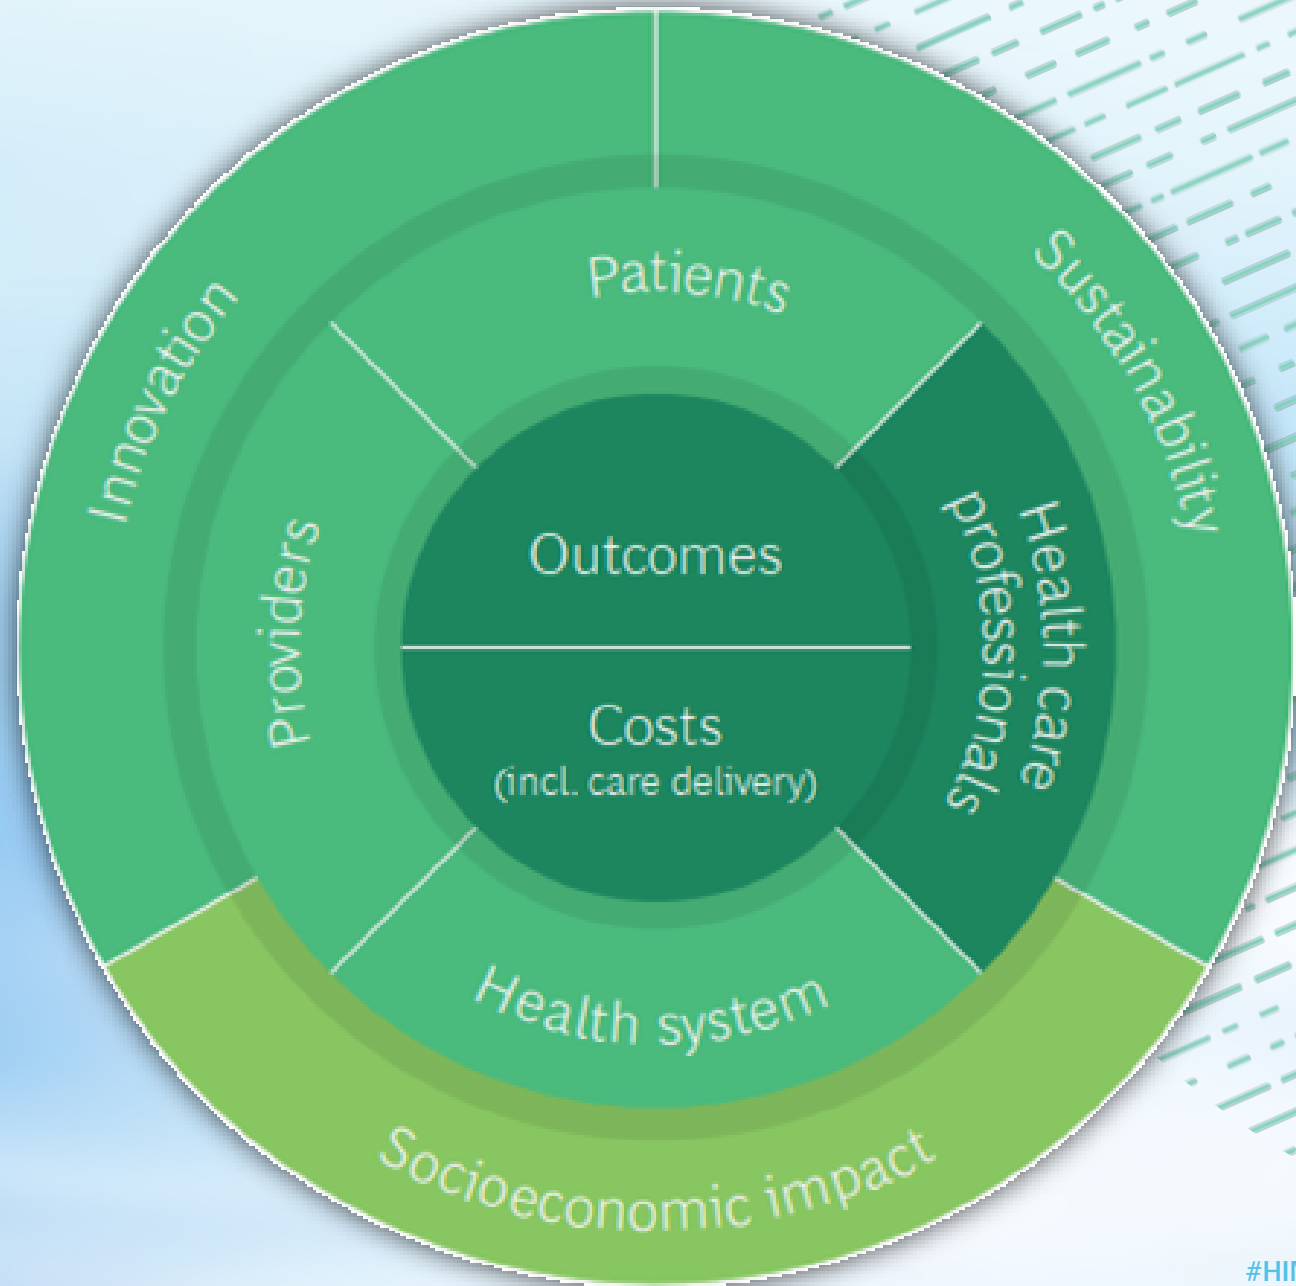 Innovation
Sustainability
Patients
Providers
Health care
professionals
Outcomes
Costs
(incl. care delivery)
Health system
Socioeconomic impact